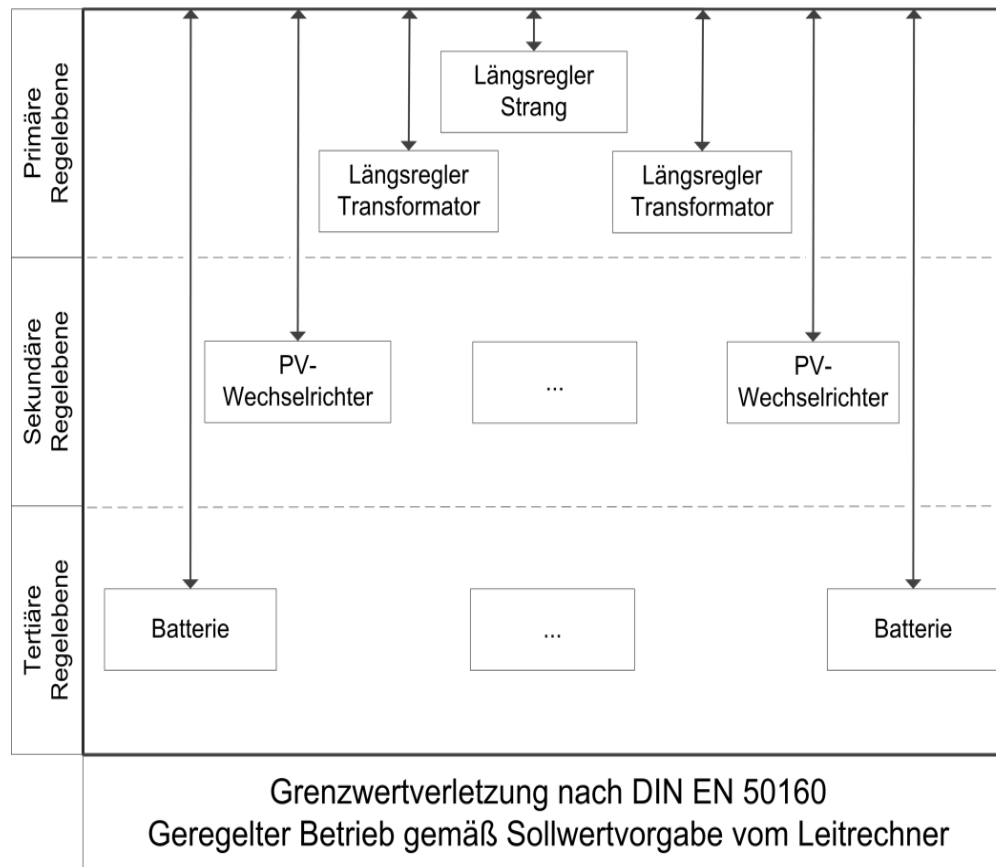 Primäre
Regelebene
Längsregler
Strang
Längsregler
Transformator
Längsregler
Transformator
Sekundäre
Regelebene
PV-
Wechselrichter
...
PV-
Wechselrichter
Tertiäre
Regelebene
Batterie
...
Batterie
Grenzwertverletzung nach DIN EN 50160
Geregelter Betrieb gemäß Sollwertvorgabe vom Leitrechner